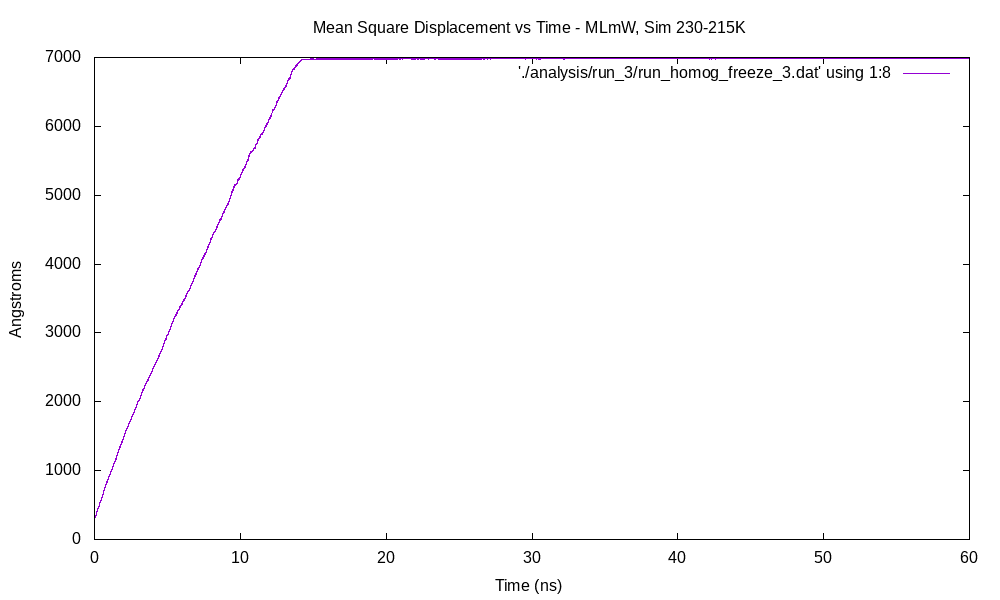 Mean Square Displacement vs Time - MLmW, Sim 230-215K
7000
'./analysis/run_3/run_homog_freeze_3.dat' using 1:8
6000
5000
4000
Angstroms
3000
2000
1000
0
0 10 20 30 40 50 60
Time (ns)